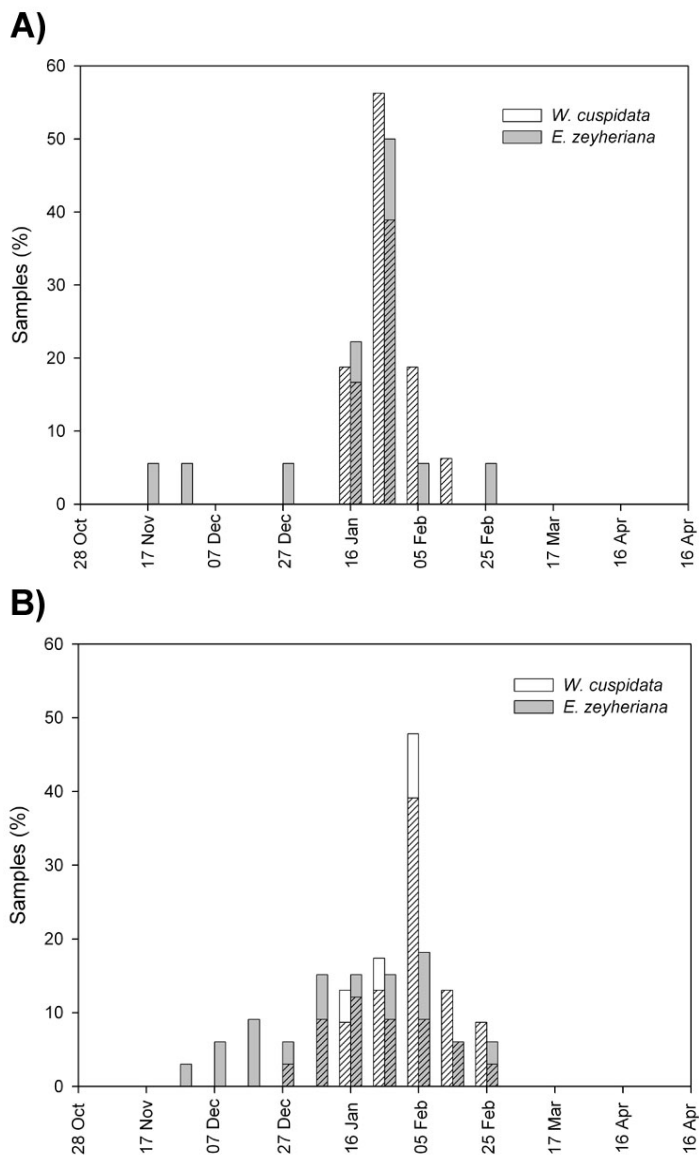 A)
60
50
40
30
20
10
0
Samples (%)
W. cuspidata
E. zeyheriana
28 Oct
17 Nov
07 Dec
27 Dec
16 Jan
05 Feb
25 Feb
17 Mar
16 Apr
16 Apr
B)
60
50
40
30
20
10
0
Samples (%)
W. cuspidata
E. zeyheriana
28 Oct
17 Nov
07 Dec
27 Dec
16 Jan
05 Feb
25 Feb
17 Mar
16 Apr
16 Apr